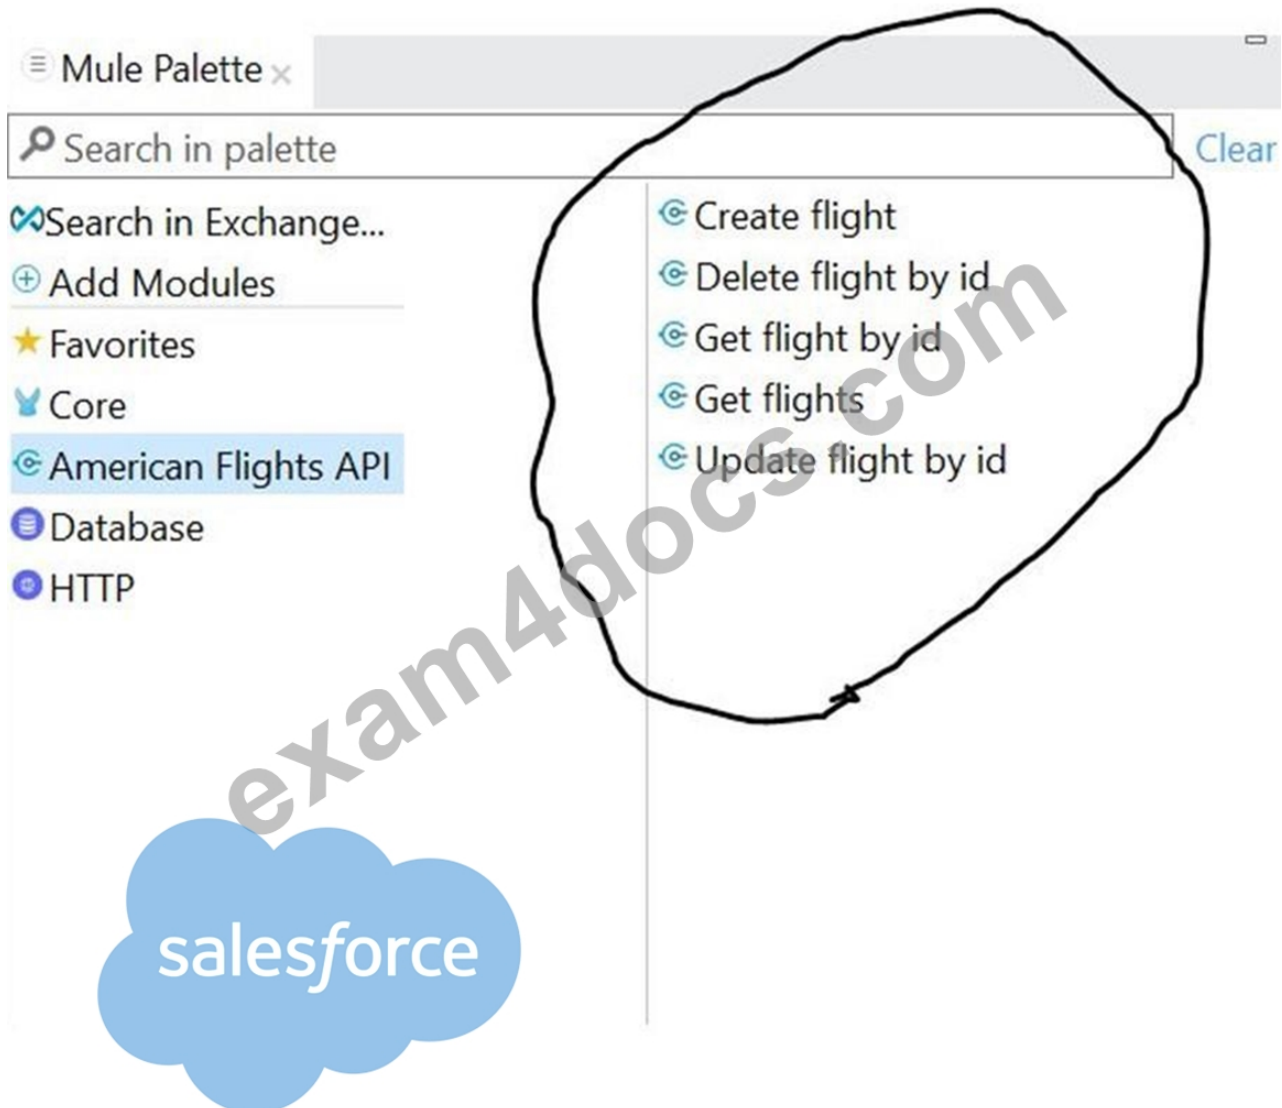 Mule Palette
Search in palette
Clear
Search in Exchange...
Add Modules
Favorites
Core
American Flights API
Database
HTTP
Create flight
Delete flight by id
Get flight by id
Get flights
Update flight by id
exam4docs.com
salesforce